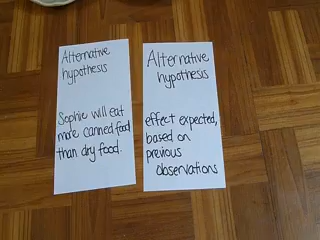 Alternative
hypothesis
Sophie will eat
more canned food
than dry food.
Alternative
hypothesis
effect expected,
based on
previous
observations